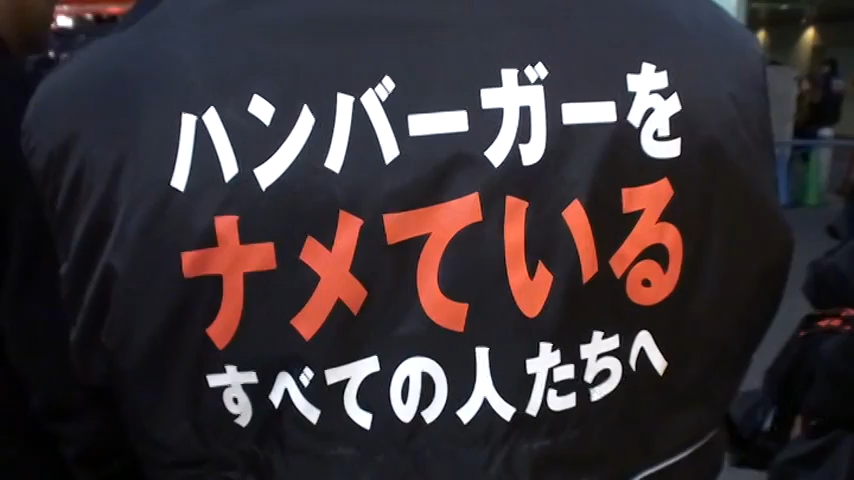 ハンバーガーを
ナメている
すべての人たちへ